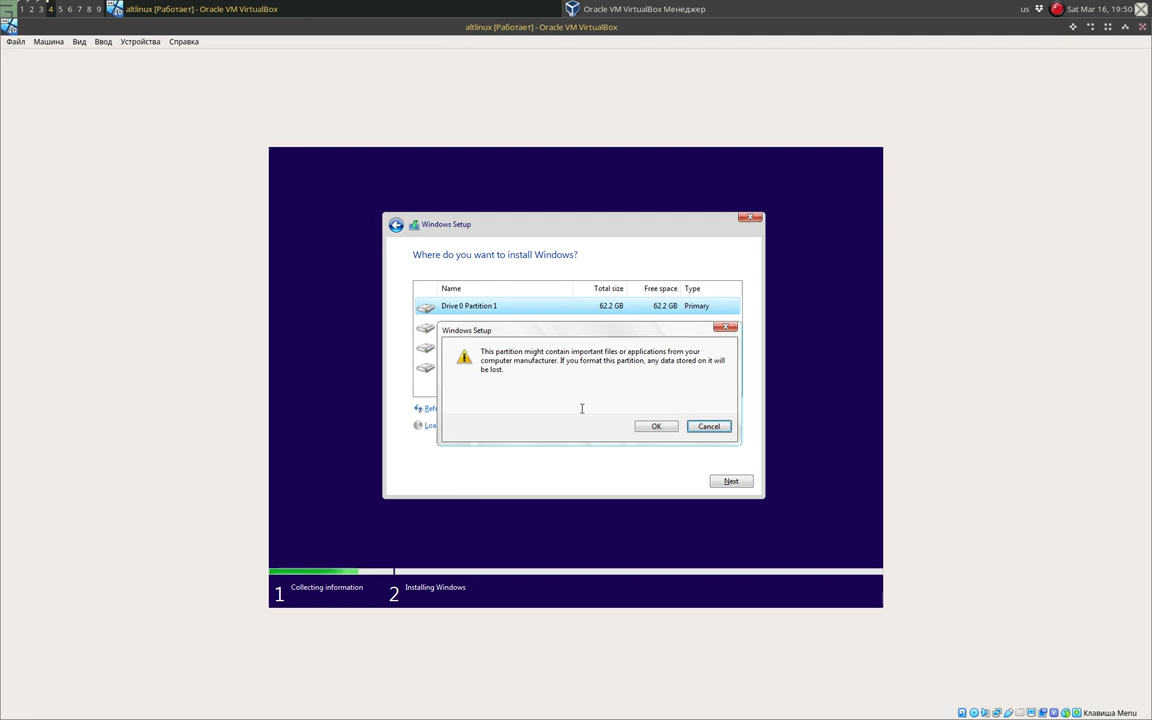 1 2 3 4 5 6 7 8 9 altlinux [Работает] - Oracle VM VirtualBox Oracle VM VirtualBox Менеджер us Sat Mar 16, 19:50
altlinux [Работает] - Oracle VM VirtualBox
Файл Машина Вид Ввод Устройства Справка
Windows Setup
Where do you want to install Windows?
Name Total size Free space Type
Drive 0 Partition 1 62.2 GB 62.2 GB Primary
Windows Setup
This partition might contain important files or applications from your
computer manufacturer. If you format this partition, any data stored on it will
be lost.
Refr
OK Cancel
Loa
Next
1 Collecting information 2 Installing Windows
Клавиша Menu